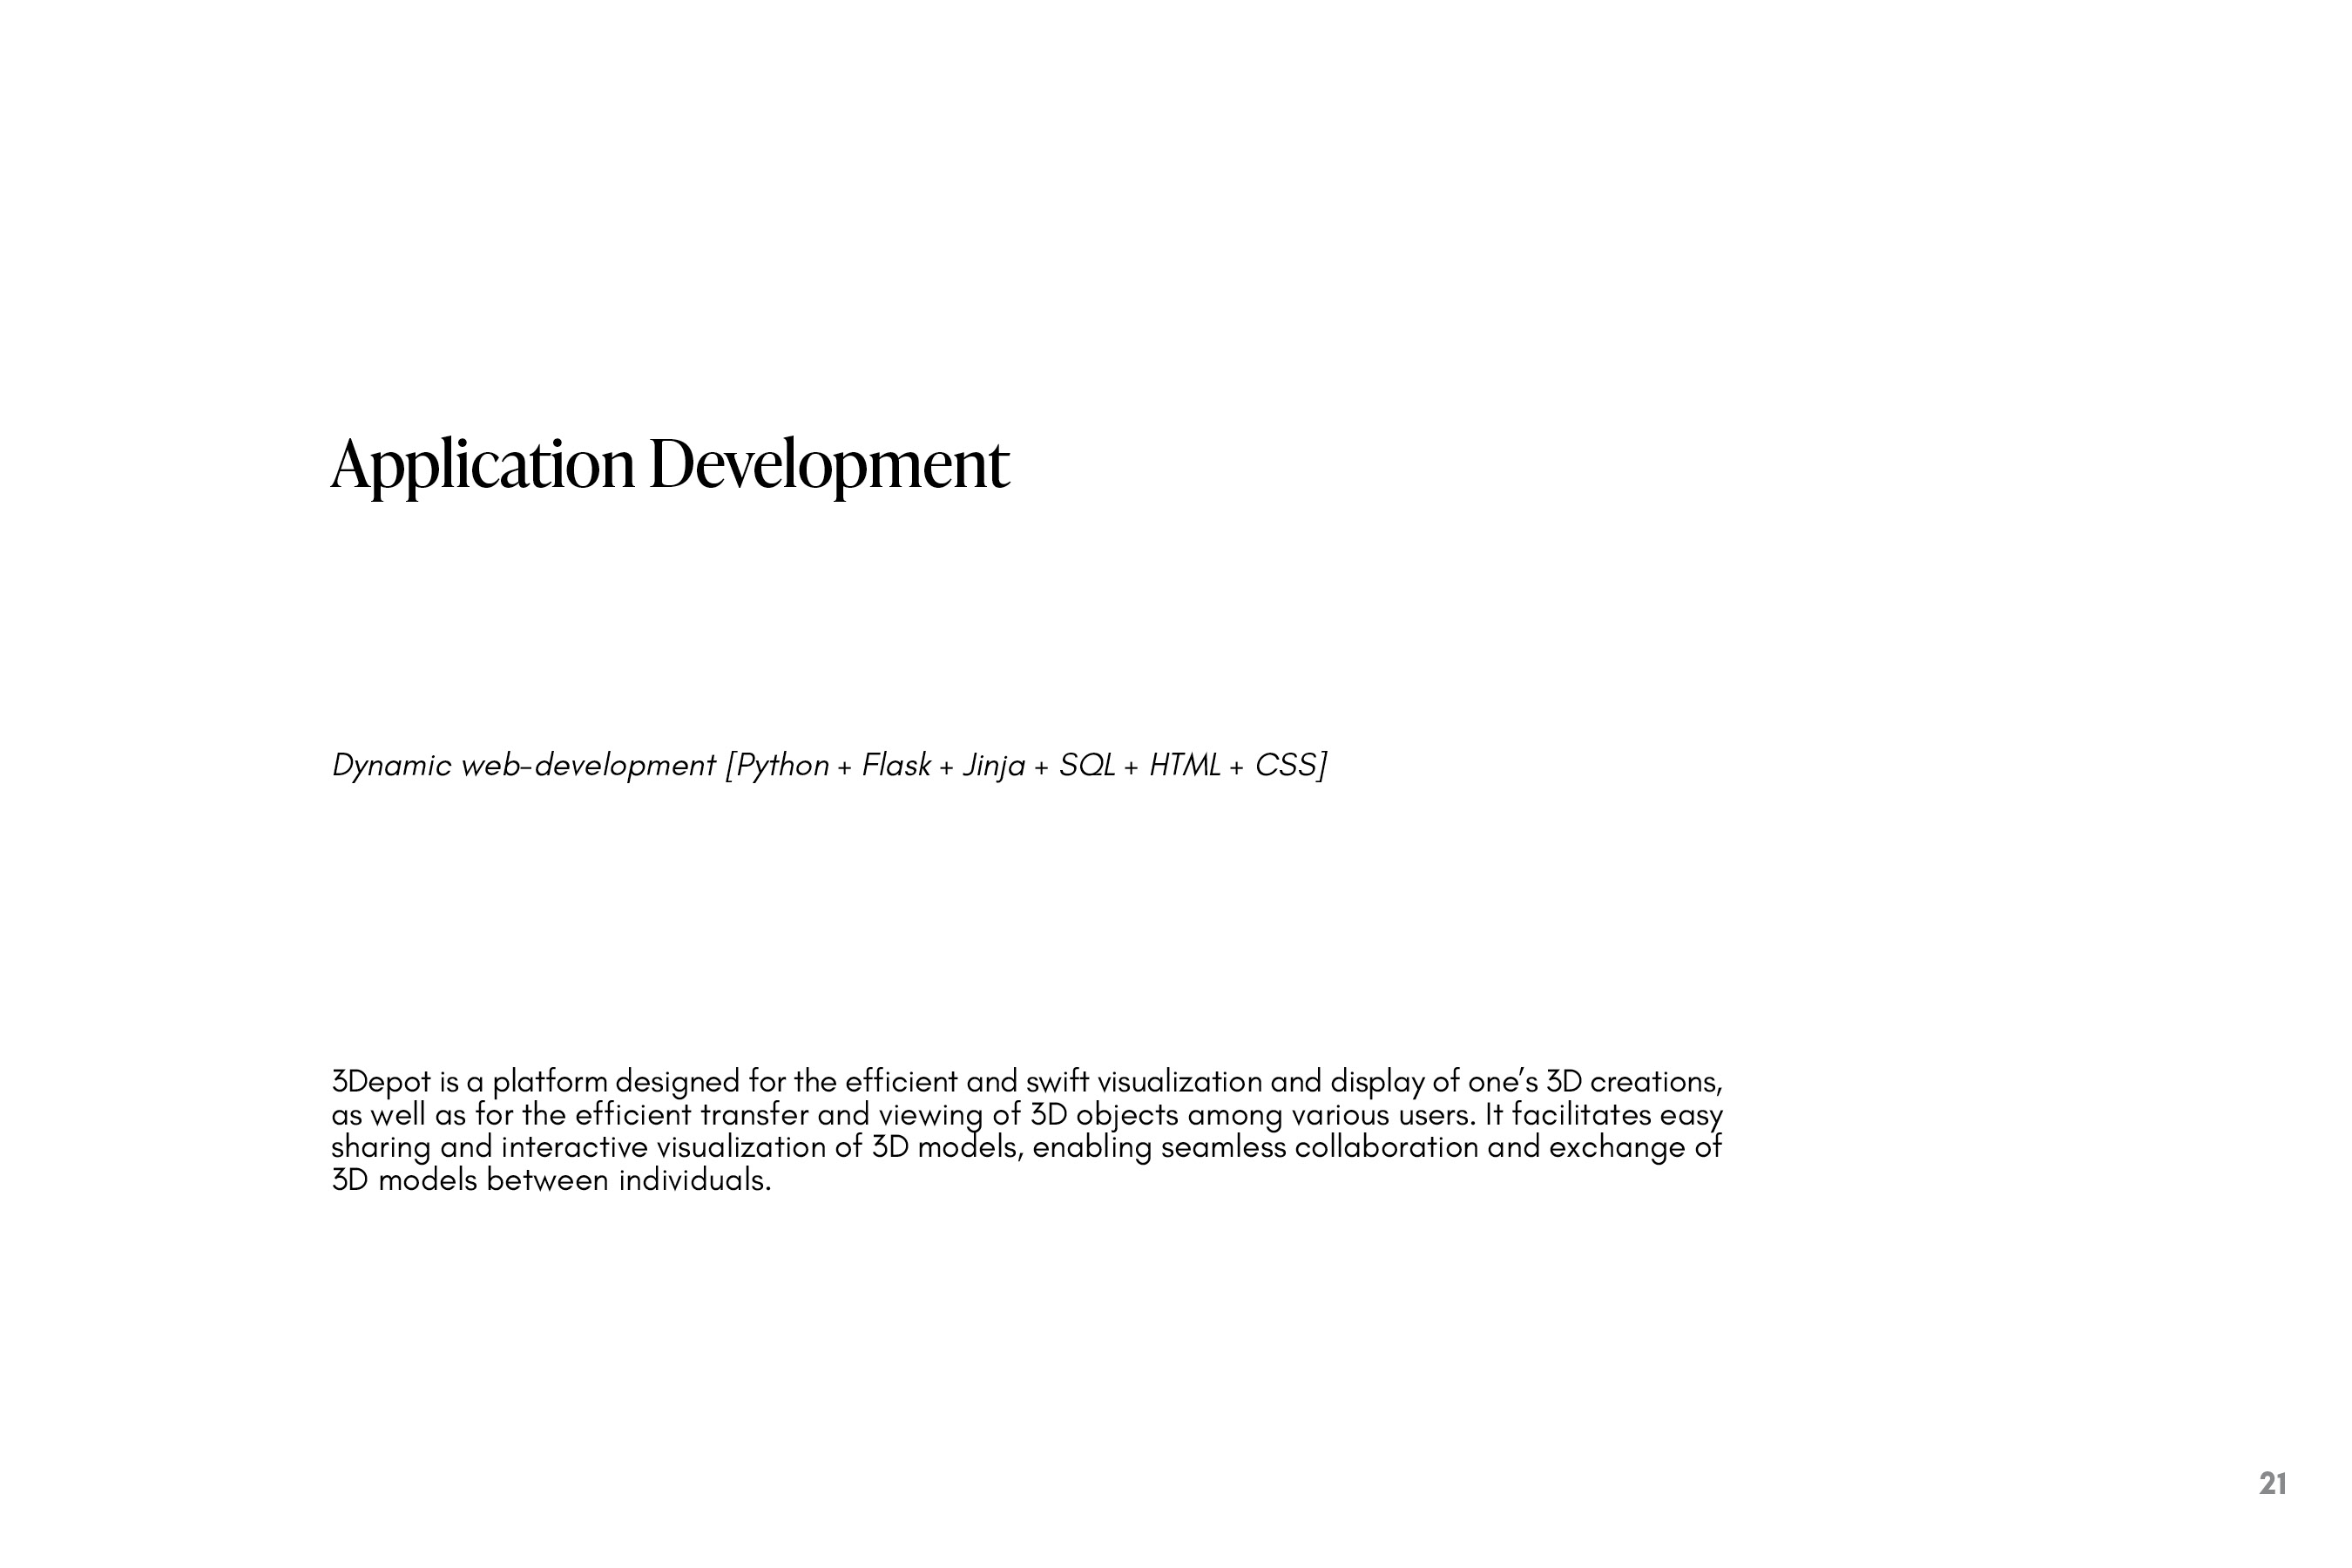 Application Development
Dynamic web-development [Python + Flask + Jinja + SQL + HTML + CSS]
3Depot is a platform designed for the efficient and swift visualization and display of one’s 3D creations,
as well as for the efficient transfer and viewing of 3D objects among various users. It facilitates easy
sharing and interactive visualization of 3D models, enabling seamless collaboration and exchange of
3D models between individuals.
21